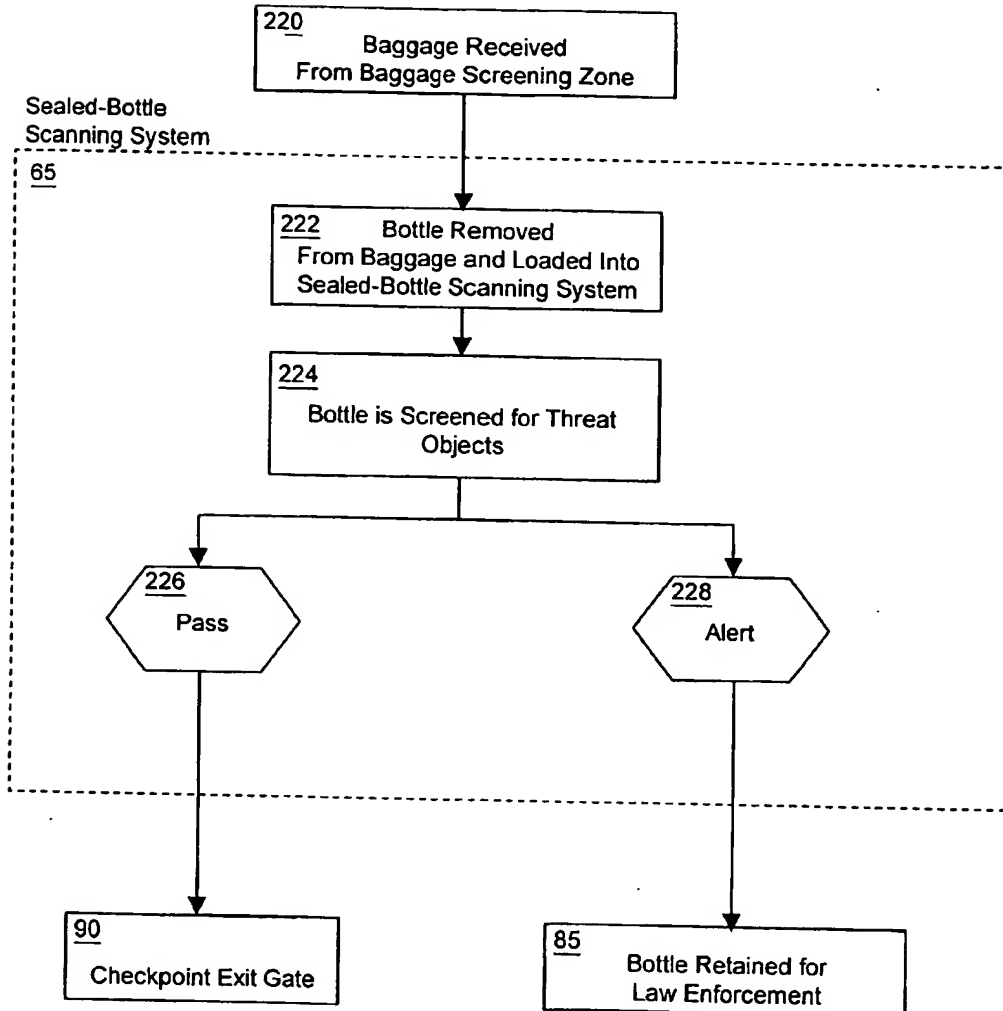 220
Baggage Received
From Baggage Screening Zone
Sealed-Bottle
Scanning System
65
222 Bottle Removed
From Baggage and Loaded Into
Sealed-Bottle Scanning System
224
Bottle is Screened for Threat
Objects
226
Pass
228
Alert
90
Checkpoint Exit Gate
85
Bottle Retained for
Law Enforcement